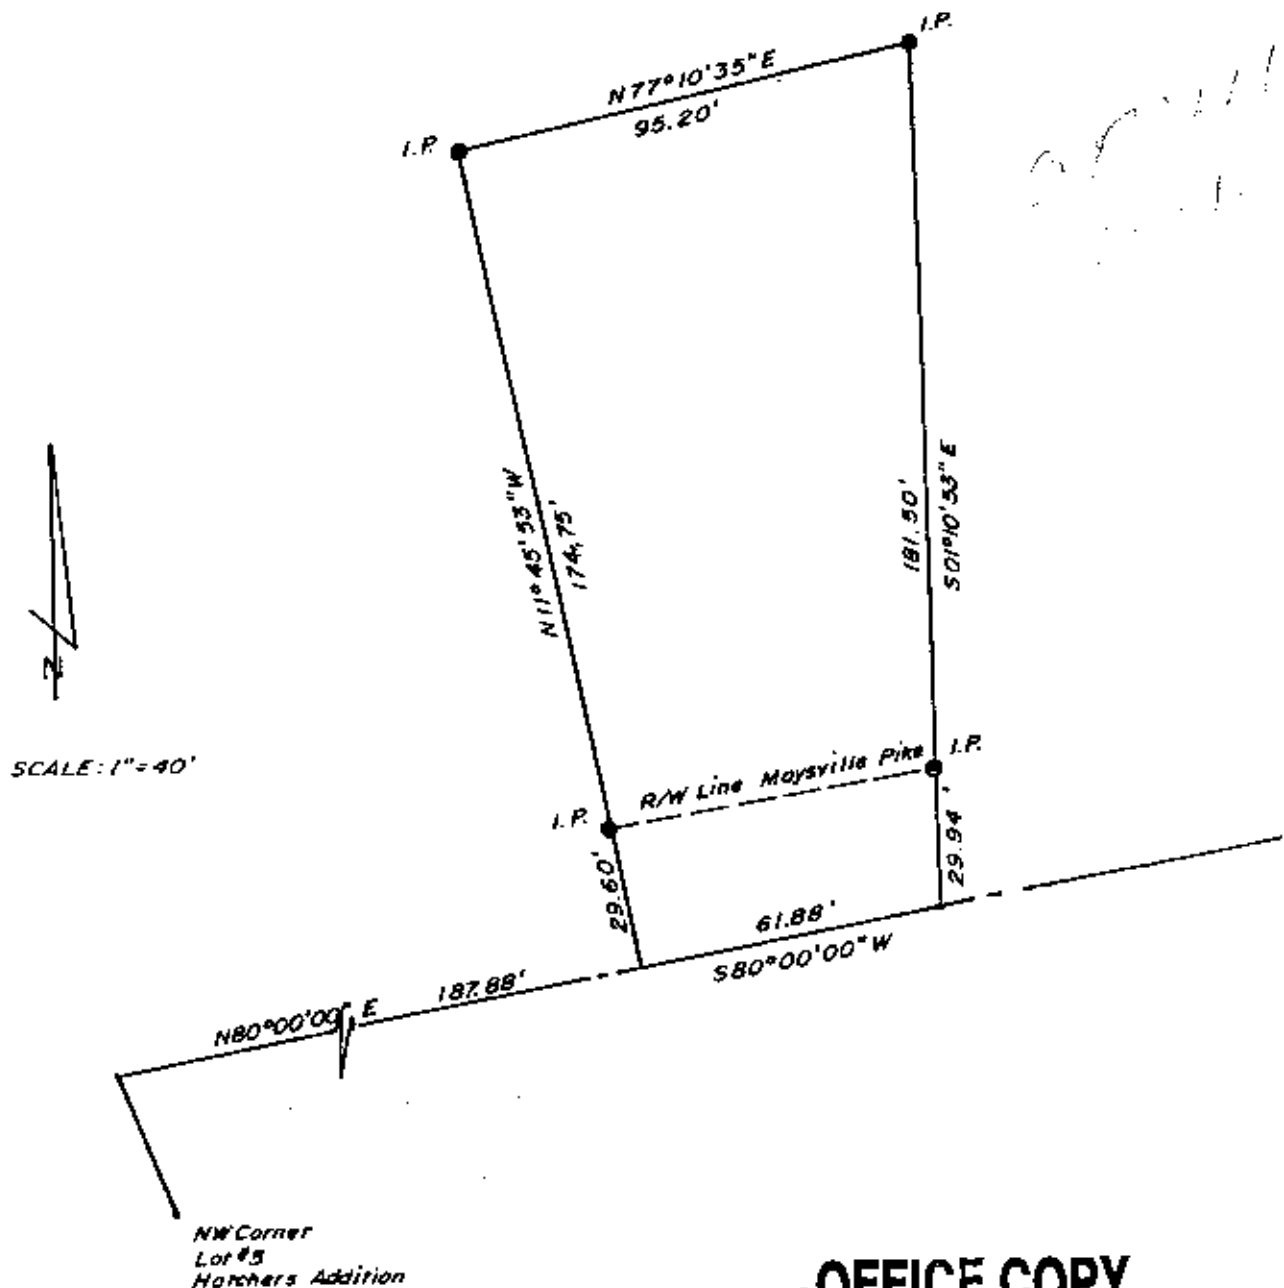 I.P.
N77°10'35"E
95.20'
I.P.
N11°45'53"W
174.75'
181.50'
S01°10'53"E
N
SCALE: 1"=40'
R/W Line Maysville Pike
I.P.
I.P.
29.60'
29.94'
61.88'
S80°00'00"W
187.88'
N80°00'00" E
NW Corner
Lot #5
Hatchers Addition
OFFICE COPY